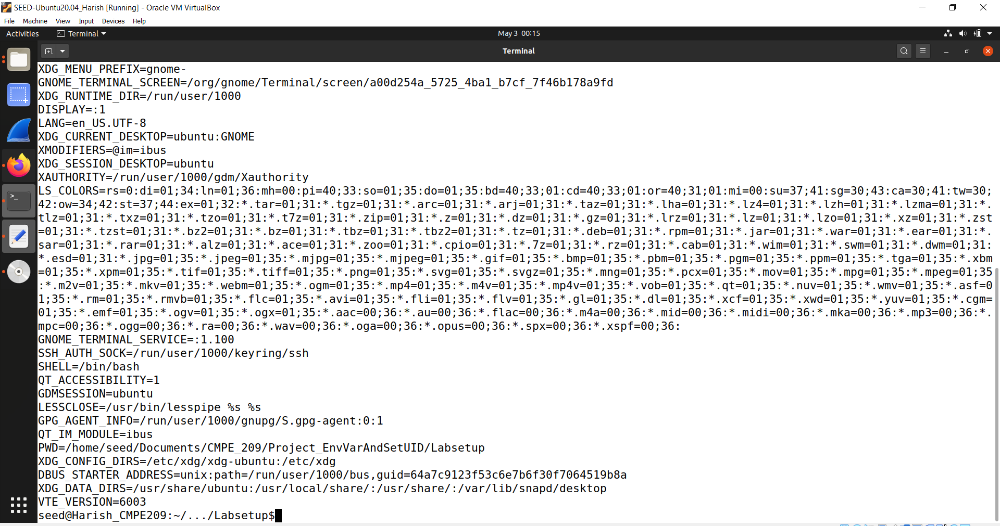 SEED-Ubuntu20.04_Harish [Running] - Oracle VM VirtualBox
File Machine View Input Devices Help
Activities Terminal May 3 00:15
Terminal
XDG_MENU_PREFIX=gnome-
GNOME_TERMINAL_SCREEN=/org/gnome/Terminal/screen/a00d254a_5725_4ba1_b7cf_7f46b178a9fd
XDG_RUNTIME_DIR=/run/user/1000
DISPLAY=:1
LANG=en_US.UTF-8
XDG_CURRENT_DESKTOP=ubuntu:GNOME
XMODIFIERS=@im=ibus
XDG_SESSION_DESKTOP=ubuntu
XAUTHORITY=/run/user/1000/gdm/Xauthority
LS_COLORS=rs=0:di=01;34:ln=01;36:mh=00:pi=40;33:so=01;35:do=01;35:bd=40;33;01:cd=40;33;01:or=40;31;01:mi=00:su=37;41:sg=30;43:ca=30;41:tw=30;
42:ow=34;42:st=37;44:ex=01;32:*.tar=01;31:*.tgz=01;31:*.arc=01;31:*.arj=01;31:*.taz=01;31:*.lha=01;31:*.lz4=01;31:*.lzh=01;31:*.lzma=01;31:*.
tlz=01;31:*.txz=01;31:*.tzo=01;31:*.t7z=01;31:*.zip=01;31:*.z=01;31:*.dz=01;31:*.gz=01;31:*.lrz=01;31:*.lz=01;31:*.lzo=01;31:*.xz=01;31:*.zst
=01;31:*.tzst=01;31:*.bz2=01;31:*.bz=01;31:*.tbz=01;31:*.tbz2=01;31:*.tz=01;31:*.deb=01;31:*.rpm=01;31:*.jar=01;31:*.war=01;31:*.ear=01;31:*.
sar=01;31:*.rar=01;31:*.alz=01;31:*.ace=01;31:*.zoo=01;31:*.cpio=01;31:*.7z=01;31:*.rz=01;31:*.cab=01;31:*.wim=01;31:*.swm=01;31:*.dwm=01;31:
*.esd=01;31:*.jpg=01;35:*.jpeg=01;35:*.mjpg=01;35:*.mjpeg=01;35:*.gif=01;35:*.bmp=01;35:*.pbm=01;35:*.pgm=01;35:*.ppm=01;35:*.tga=01;35:*.xbm
=01;35:*.xpm=01;35:*.tif=01;35:*.tiff=01;35:*.png=01;35:*.svg=01;35:*.svgz=01;35:*.mng=01;35:*.pcx=01;35:*.mov=01;35:*.mpg=01;35:*.mpeg=01;35
:*.m2v=01;35:*.mkv=01;35:*.webm=01;35:*.ogm=01;35:*.mp4=01;35:*.m4v=01;35:*.mp4v=01;35:*.vob=01;35:*.qt=01;35:*.nuv=01;35:*.wmv=01;35:*.asf=0
1;35:*.rm=01;35:*.rmvb=01;35:*.flc=01;35:*.avi=01;35:*.fli=01;35:*.flv=01;35:*.gl=01;35:*.dl=01;35:*.xcf=01;35:*.xwd=01;35:*.yuv=01;35:*.cgm=
01;35:*.emf=01;35:*.ogv=01;35:*.ogx=01;35:*.aac=00;36:*.au=00;36:*.flac=00;36:*.m4a=00;36:*.mid=00;36:*.midi=00;36:*.mka=00;36:*.mp3=00;36:*.
mpc=00;36:*.ogg=00;36:*.ra=00;36:*.wav=00;36:*.oga=00;36:*.opus=00;36:*.spx=00;36:*.xspf=00;36:
GNOME_TERMINAL_SERVICE=:1.100
SSH_AUTH_SOCK=/run/user/1000/keyring/ssh
SHELL=/bin/bash
QT_ACCESSIBILITY=1
GDMSESSION=ubuntu
LESSCLOSE=/usr/bin/lesspipe %s %s
GPG_AGENT_INFO=/run/user/1000/gnupg/S.gpg-agent:0:1
QT_IM_MODULE=ibus
PWD=/home/seed/Documents/CMPE_209/Project_EnvVarAndSetUID/Labsetup
XDG_CONFIG_DIRS=/etc/xdg/xdg-ubuntu:/etc/xdg
DBUS_STARTER_ADDRESS=unix:path=/run/user/1000/bus,guid=64a7c9123f53c6e7b6f30f7064519b8a
XDG_DATA_DIRS=/usr/share/ubuntu:/usr/local/share/:/usr/share/:/var/lib/snapd/desktop
VTE_VERSION=6003
seed@Harish_CMPE209:~/.../Labsetup$